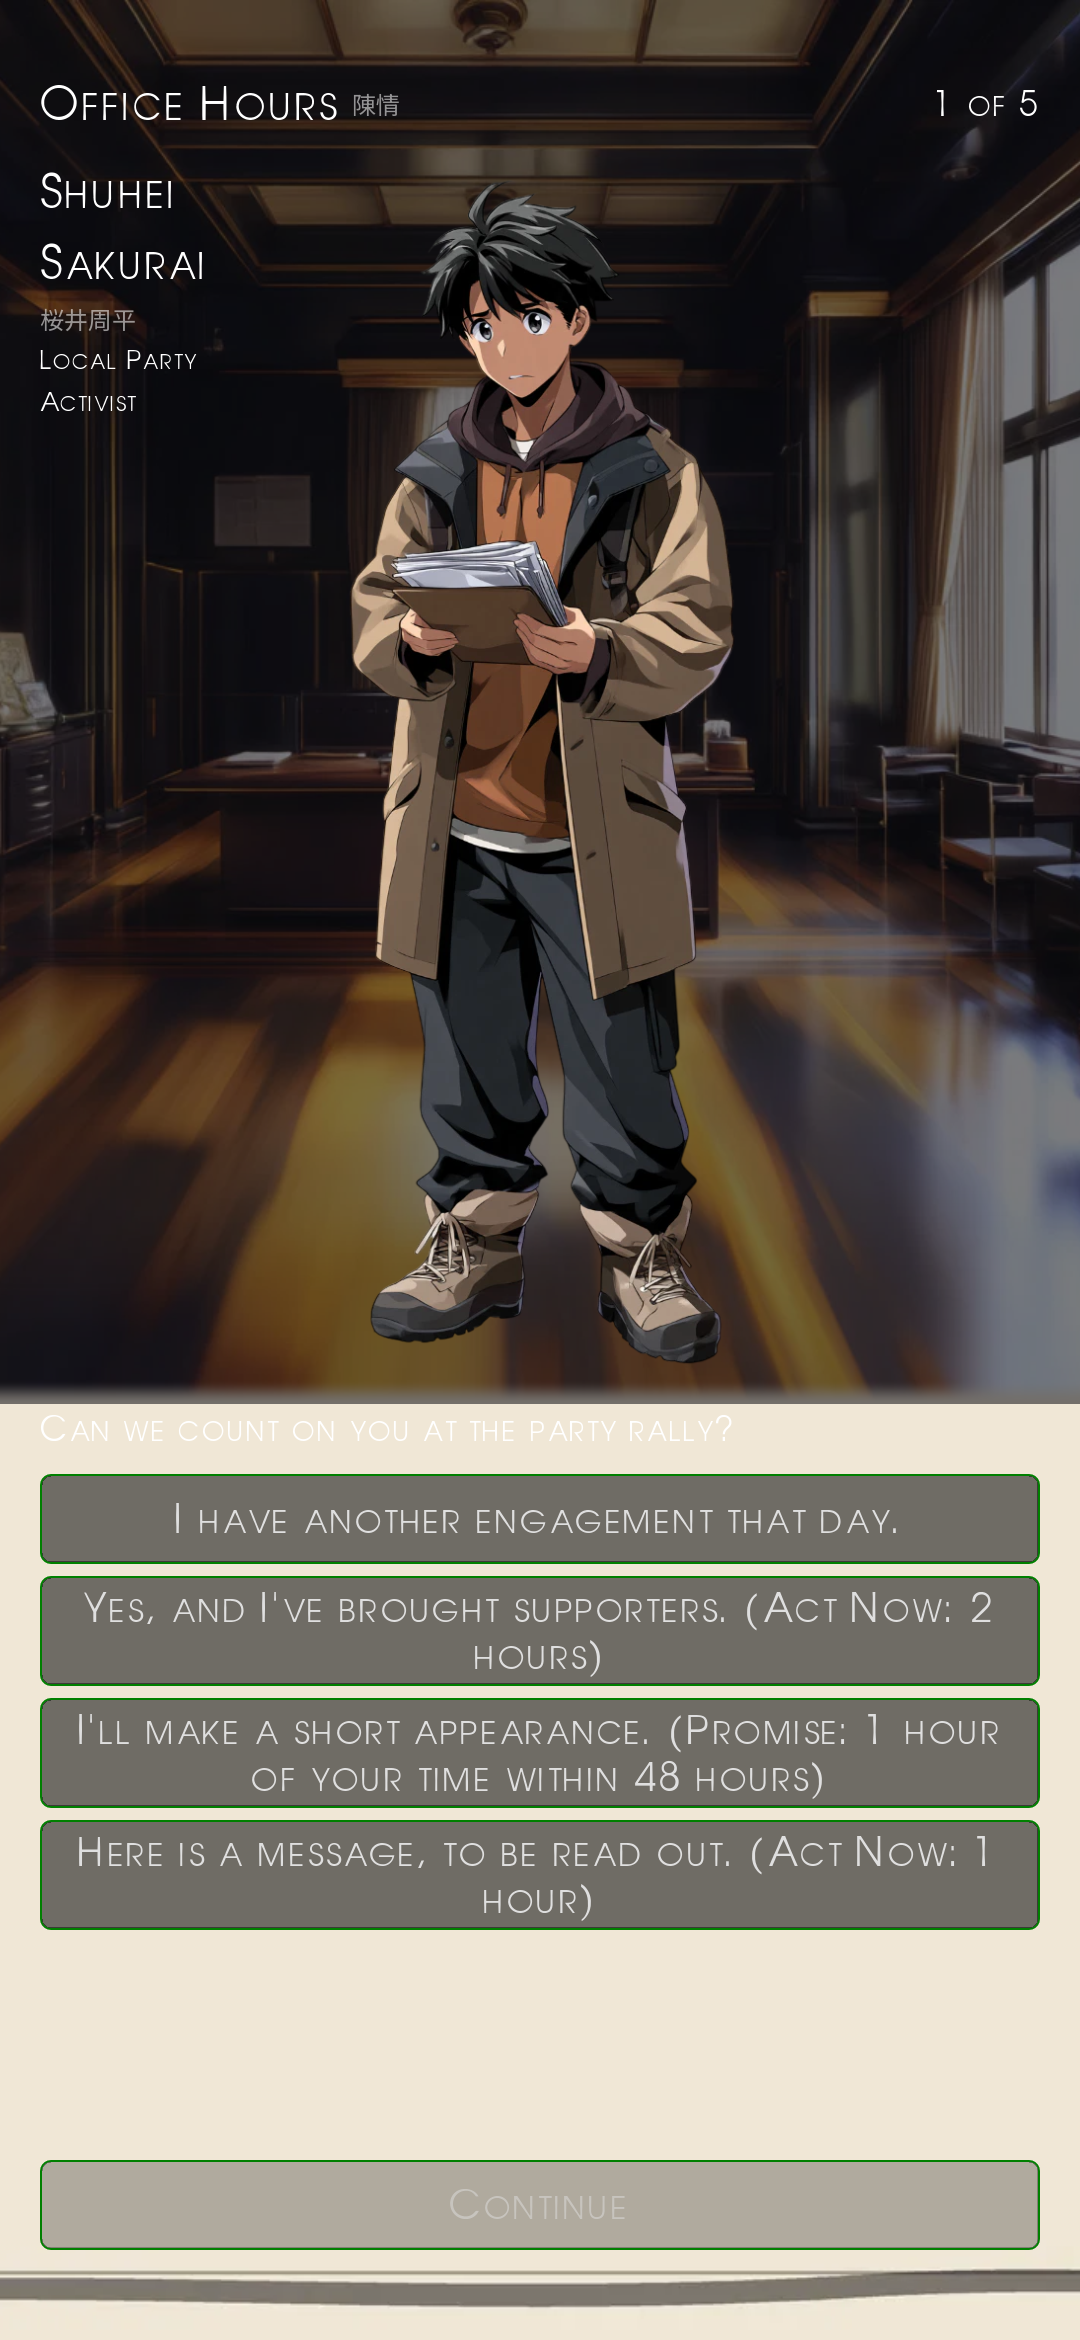 Office Hours 陳情
1 of 5
Shuhei
Sakurai
桜井周平
Local Party
Activist
Can we count on you at the party rally?
I have another engagement that day.
Yes, and I've brought supporters. (Act Now: 2
hours)
I'll make a short appearance. (Promise: 1 hour
of your time within 48 hours)
Here is a message, to be read out. (Act Now: 1
hour)
Continue